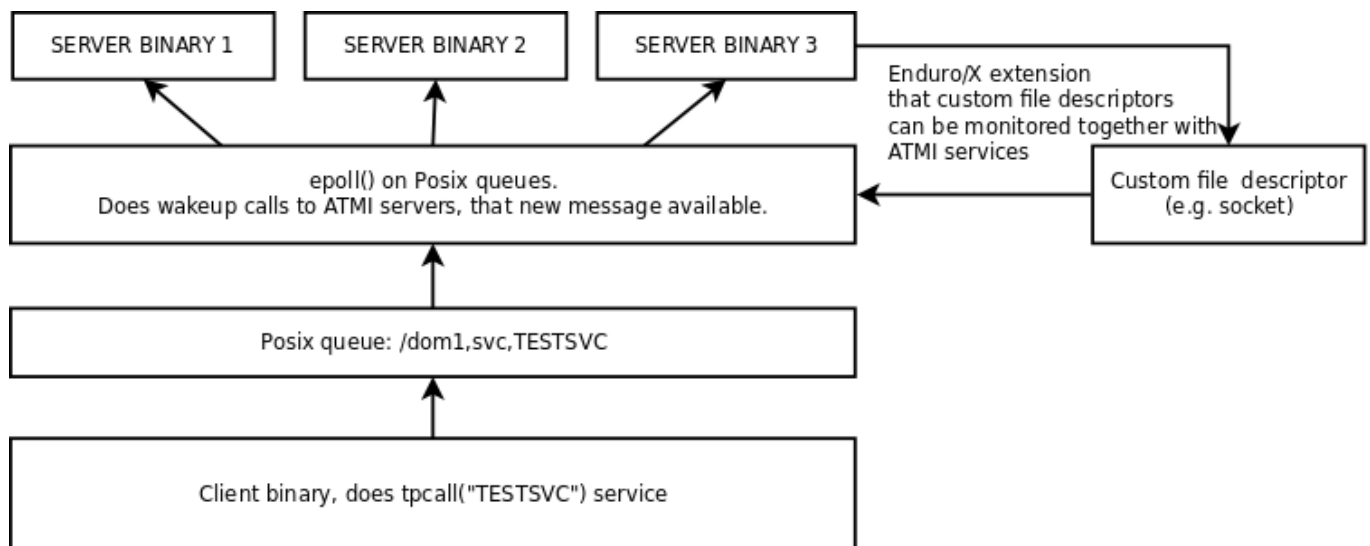 SERVER BINARY 1
SERVER BINARY 2
SERVER BINARY 3
Enduro/X extension
that custom file descriptors
can be monitored together with
ATMI services
epoll() on Posix queues.
Does wakeup calls to ATMI servers, that new message available.
Custom file descriptor
(e.g. socket)
Posix queue: /dom1,svc,TESTSVC
Client binary, does tpcall("TESTSVC") service